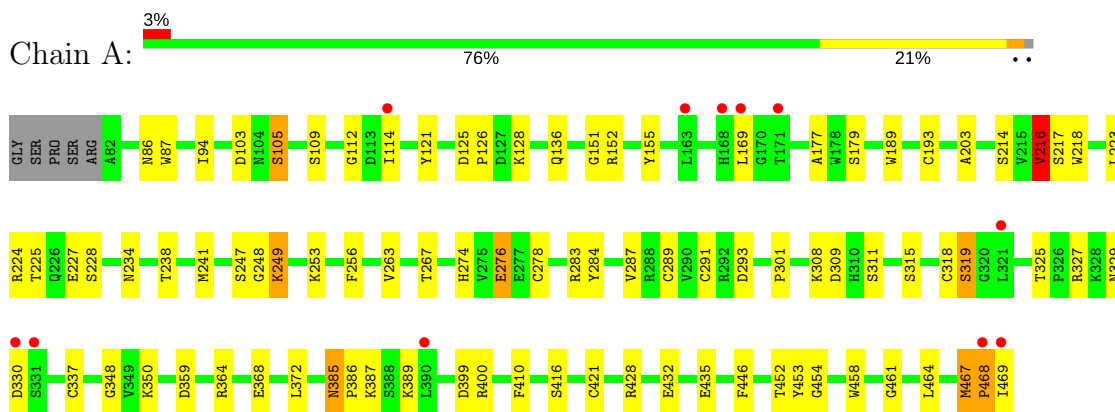 3%
Chain A:
76% 21% • •
GLY SER PRO SER ARG A82 N86 W87 I94 D103 N104 S105 S109 G112 D113 I114 Y121 D125 P126 D127 K128 Q136 G151 R152 Y155 L163 H168 L169 G170 T171 A177 W178 S179 W189 C193 A203 S214 V215 V216 S217 W218
R224 T225 Q226 E227 S228 N234 T238 M241 S247 G248 K249 K253 F256 V263 T267 H274 V275 E276 E277 C278 R283 Y284 V287 R288 C289 V290 C291 R292 D293 P301 K308 D309 H310 S311 S315 C318 S319 G320 L321 T325 P326 R327 K328
D330 S331 C337 G348 V349 K350 D359 R364 E368 L372 N385 P386 K387 S388 K389 L390 D399 R400 F410 S416 C421 R428 E432 E435 F446 T452 Y453 G454 W458 G461 L464 M467 P468 I469